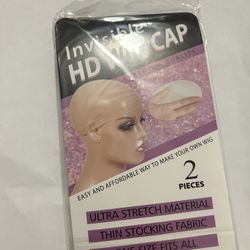 Invisible
HD WIG CAP
EASY AND AFFORDABLE WAY TO MAKE YOUR OWN WIG
2
PIECES
ULTRA STRETCH MATERIAL
THIN STOCKING FABRIC
ONE SIZE FITS ALL